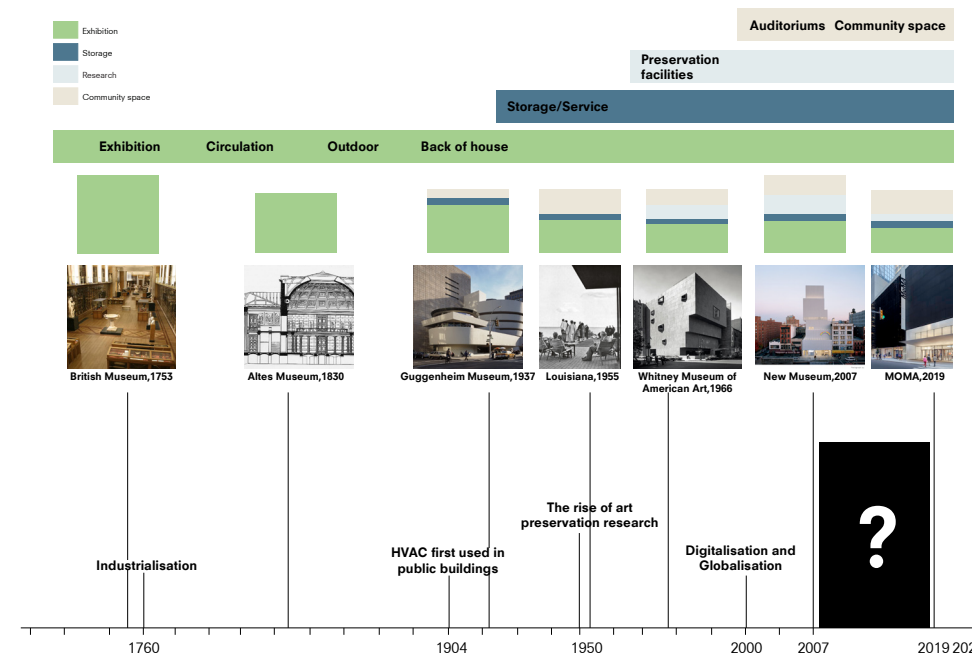 Exhibition
Storage
Research
Community space
Auditoriums Community space
Preservation
facilities
Storage/Service
Exhibition Circulation Outdoor Back of house
British Museum,1753
Altes Museum,1830
Guggenheim Museum,1937
Louisiana,1955
Whitney Museum of
American Art,1966
New Museum,2007
MOMA,2019
?
The rise of art
preservation research
HVAC first used in
public buildings
Digitalisation and
Globalisation
Industrialisation
1760 1904 1950 2000 2007 2019